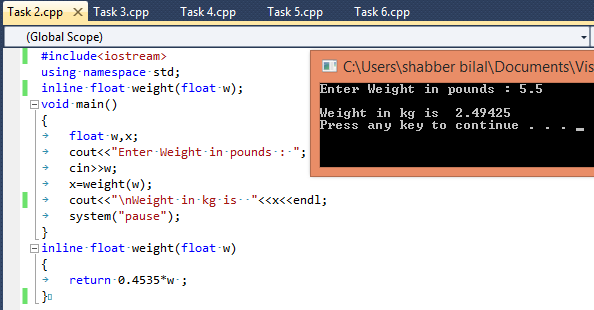 Task 2.cpp Task 3.cpp Task 4.cpp Task 5.cpp Task 6.cpp
(Global Scope)
#include<iostream>
using namespace std;
inline float weight(float w);
void main()
{
float w,x;
cout<<"Enter Weight in pounds : ";
cin>>w;
x=weight(w);
cout<<"\nWeight in kg is  "<<x<<endl;
system("pause");
}
inline float weight(float w)
{
return 0.4535*w ;
}
C:\Users\shabber bilal\Documents\Vis
Enter Weight in pounds : 5.5
Weight in kg is  2.49425
Press any key to continue . . . _